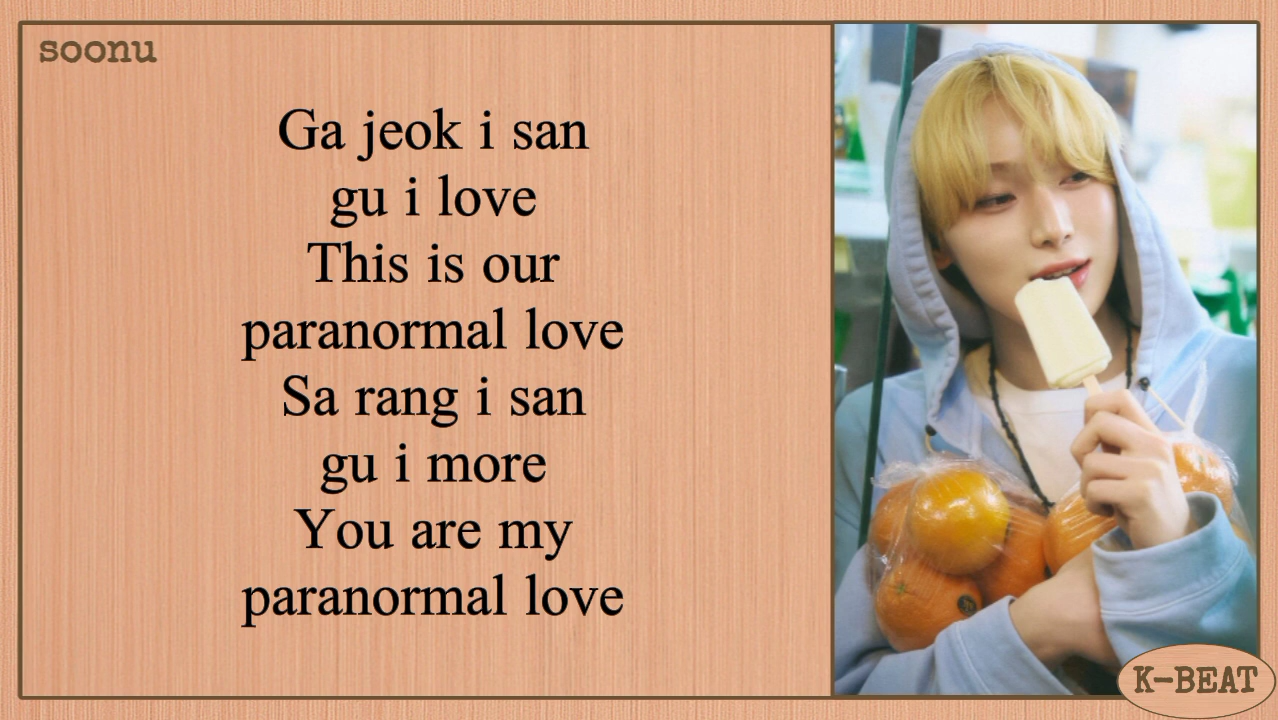 soonu
Ga jeok i san
gu i love
This is our
paranormal love
Sa rang i san
gu i more
You are my
paranormal love
K-BEAT